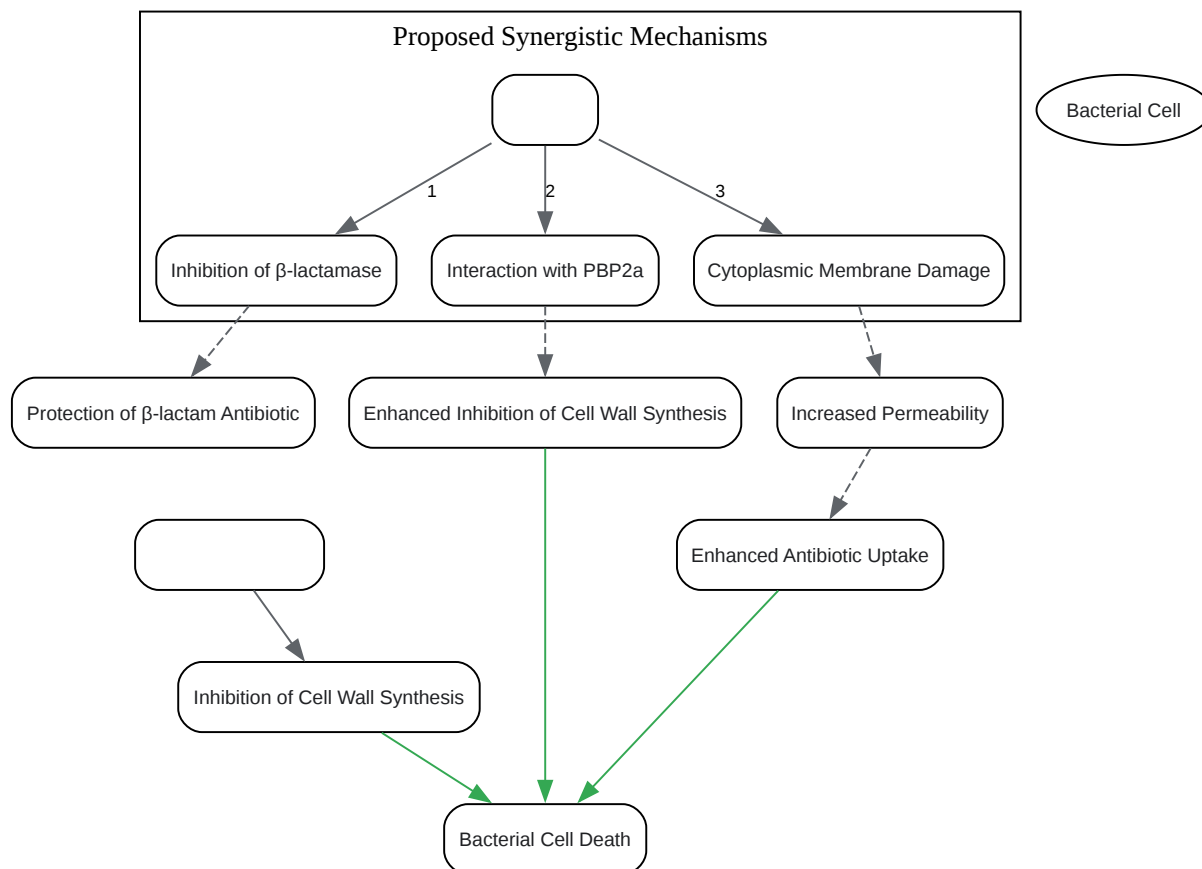 Proposed Synergistic Mechanisms
Bacterial Cell
1
2
3
Inhibition of β-lactamase
Interaction with PBP2a
Cytoplasmic Membrane Damage
Protection of β-lactam Antibiotic
Enhanced Inhibition of Cell Wall Synthesis
Increased Permeability
Enhanced Antibiotic Uptake
Inhibition of Cell Wall Synthesis
Bacterial Cell Death